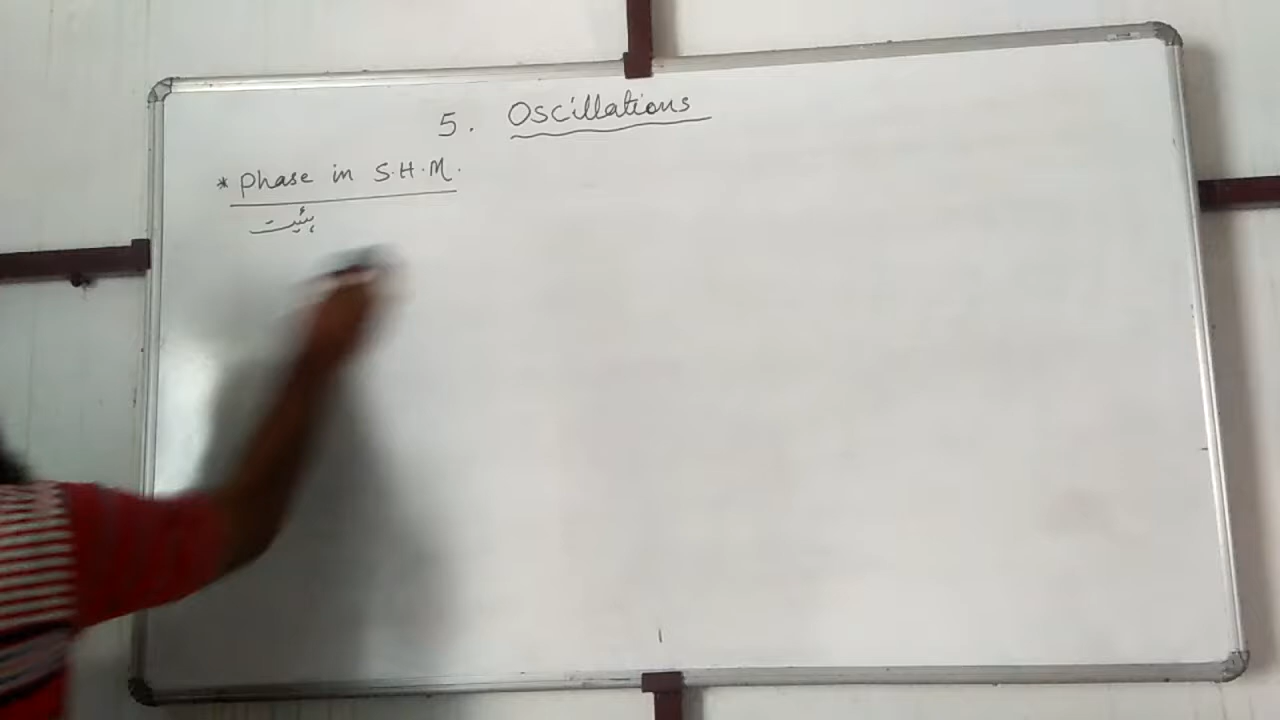 5. Oscillations
* Phase in S.H.M.
ہیئت